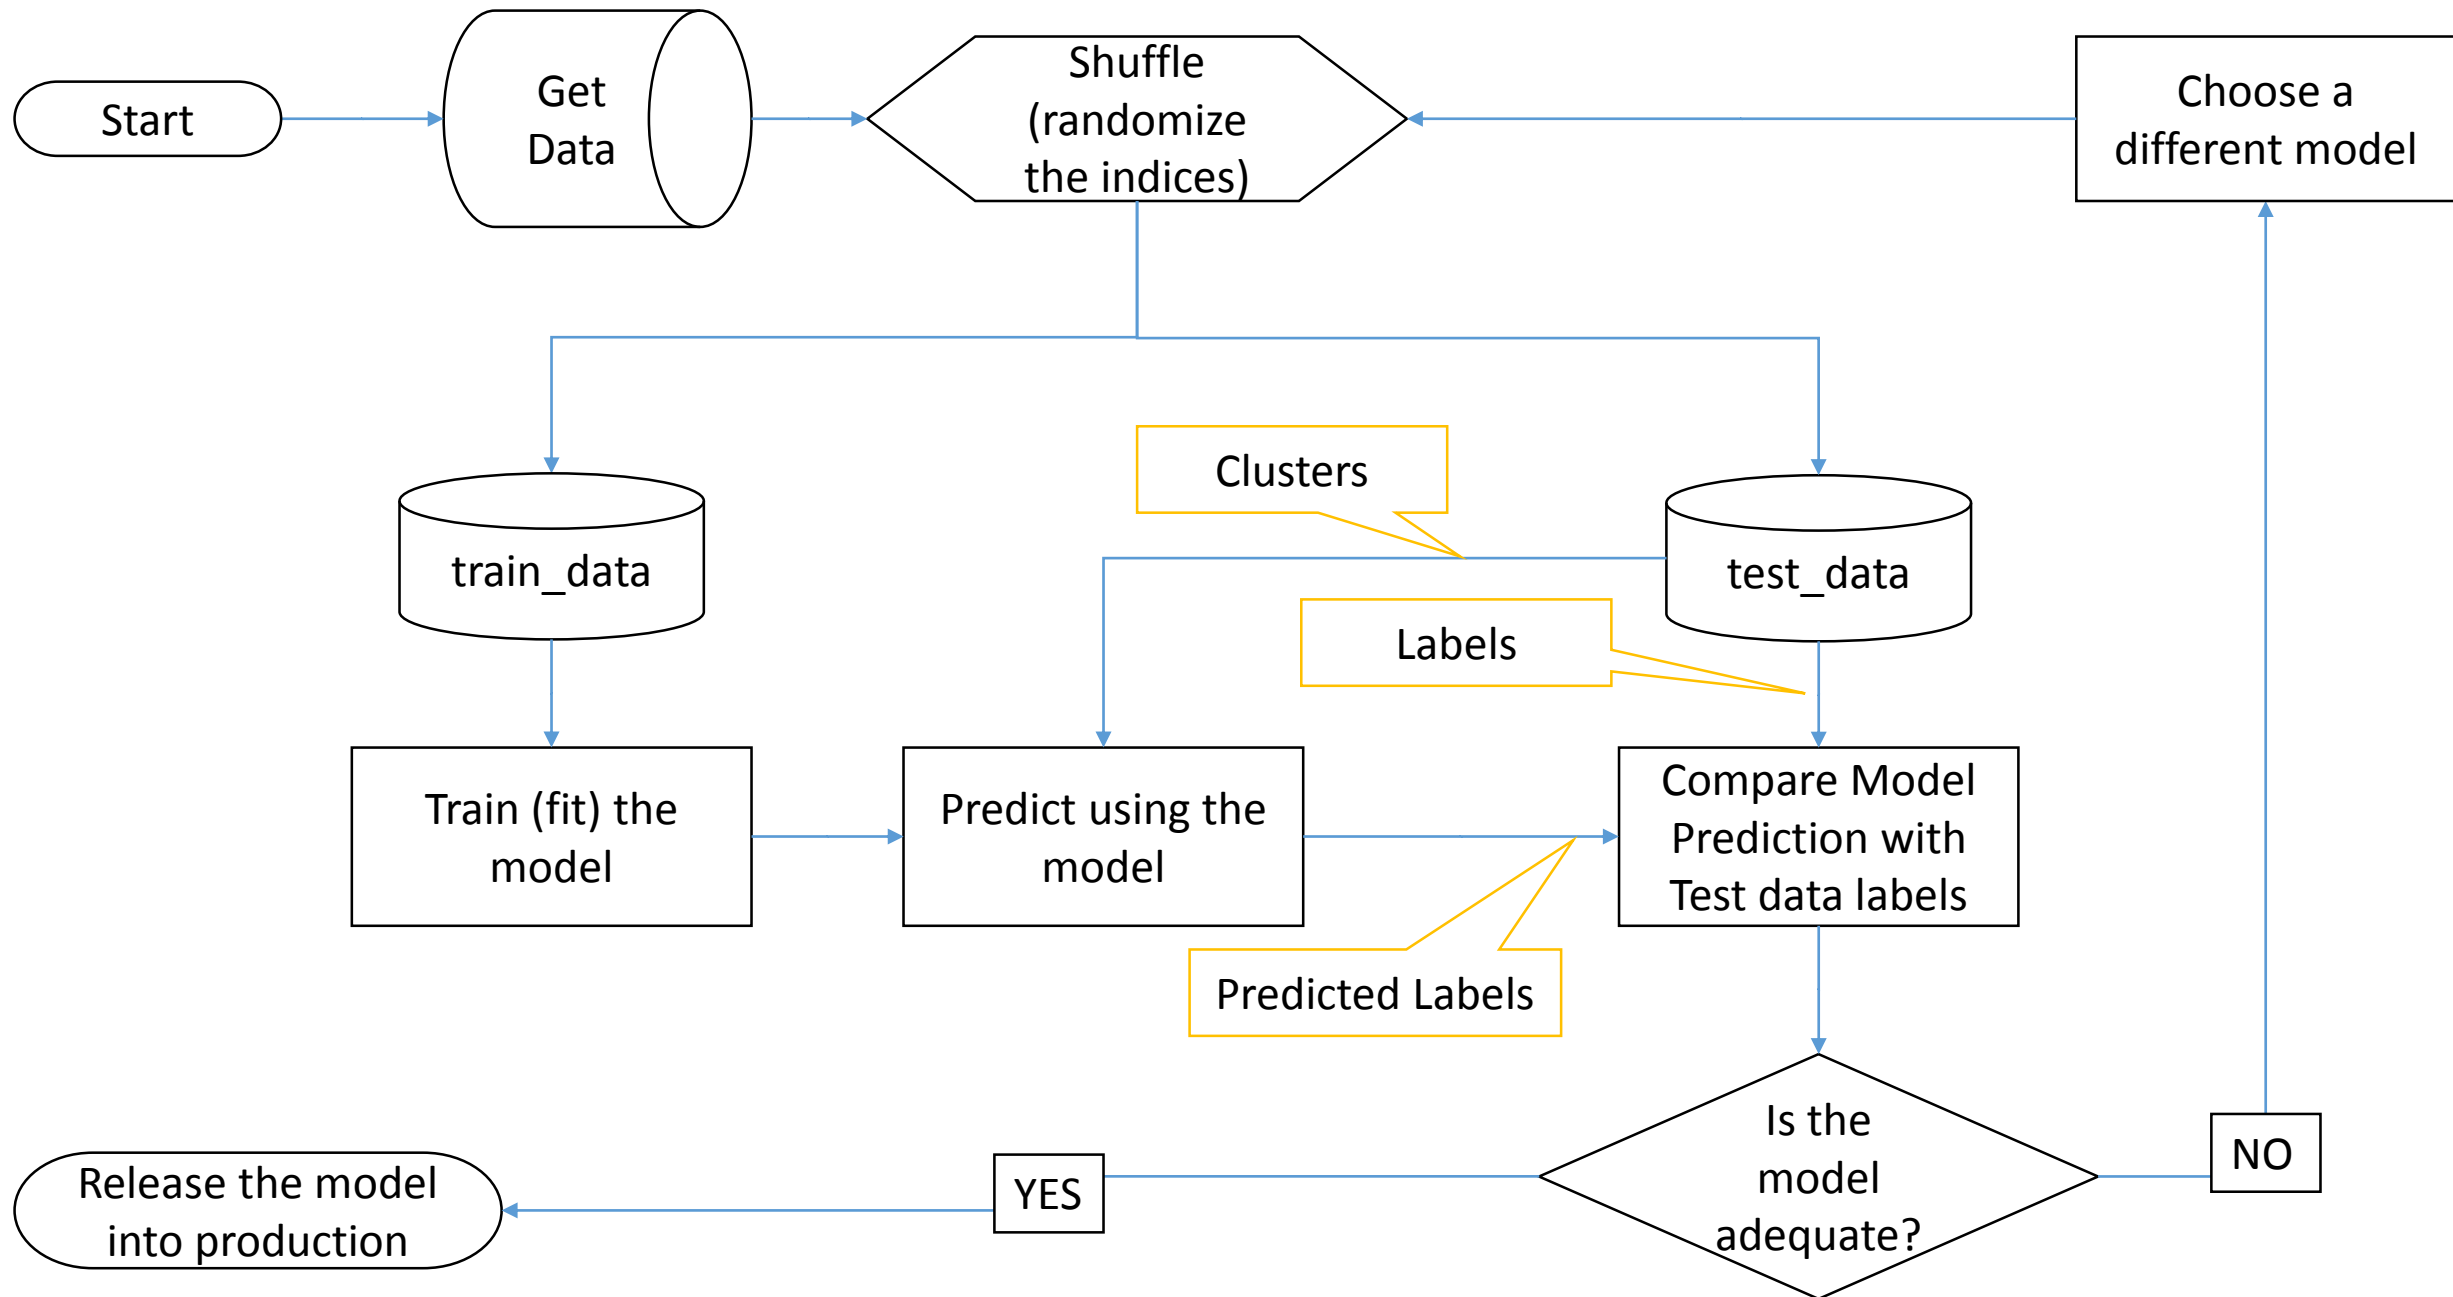 Start
Get
Data
Shuffle
(randomize
the indices)
Choose a
different model
Clusters
train_data
test_data
Labels
Train (fit) the
model
Predict using the
model
Compare Model
Prediction with
Test data labels
Predicted Labels
Is the
model
adequate?
NO
YES
Release the model
into production